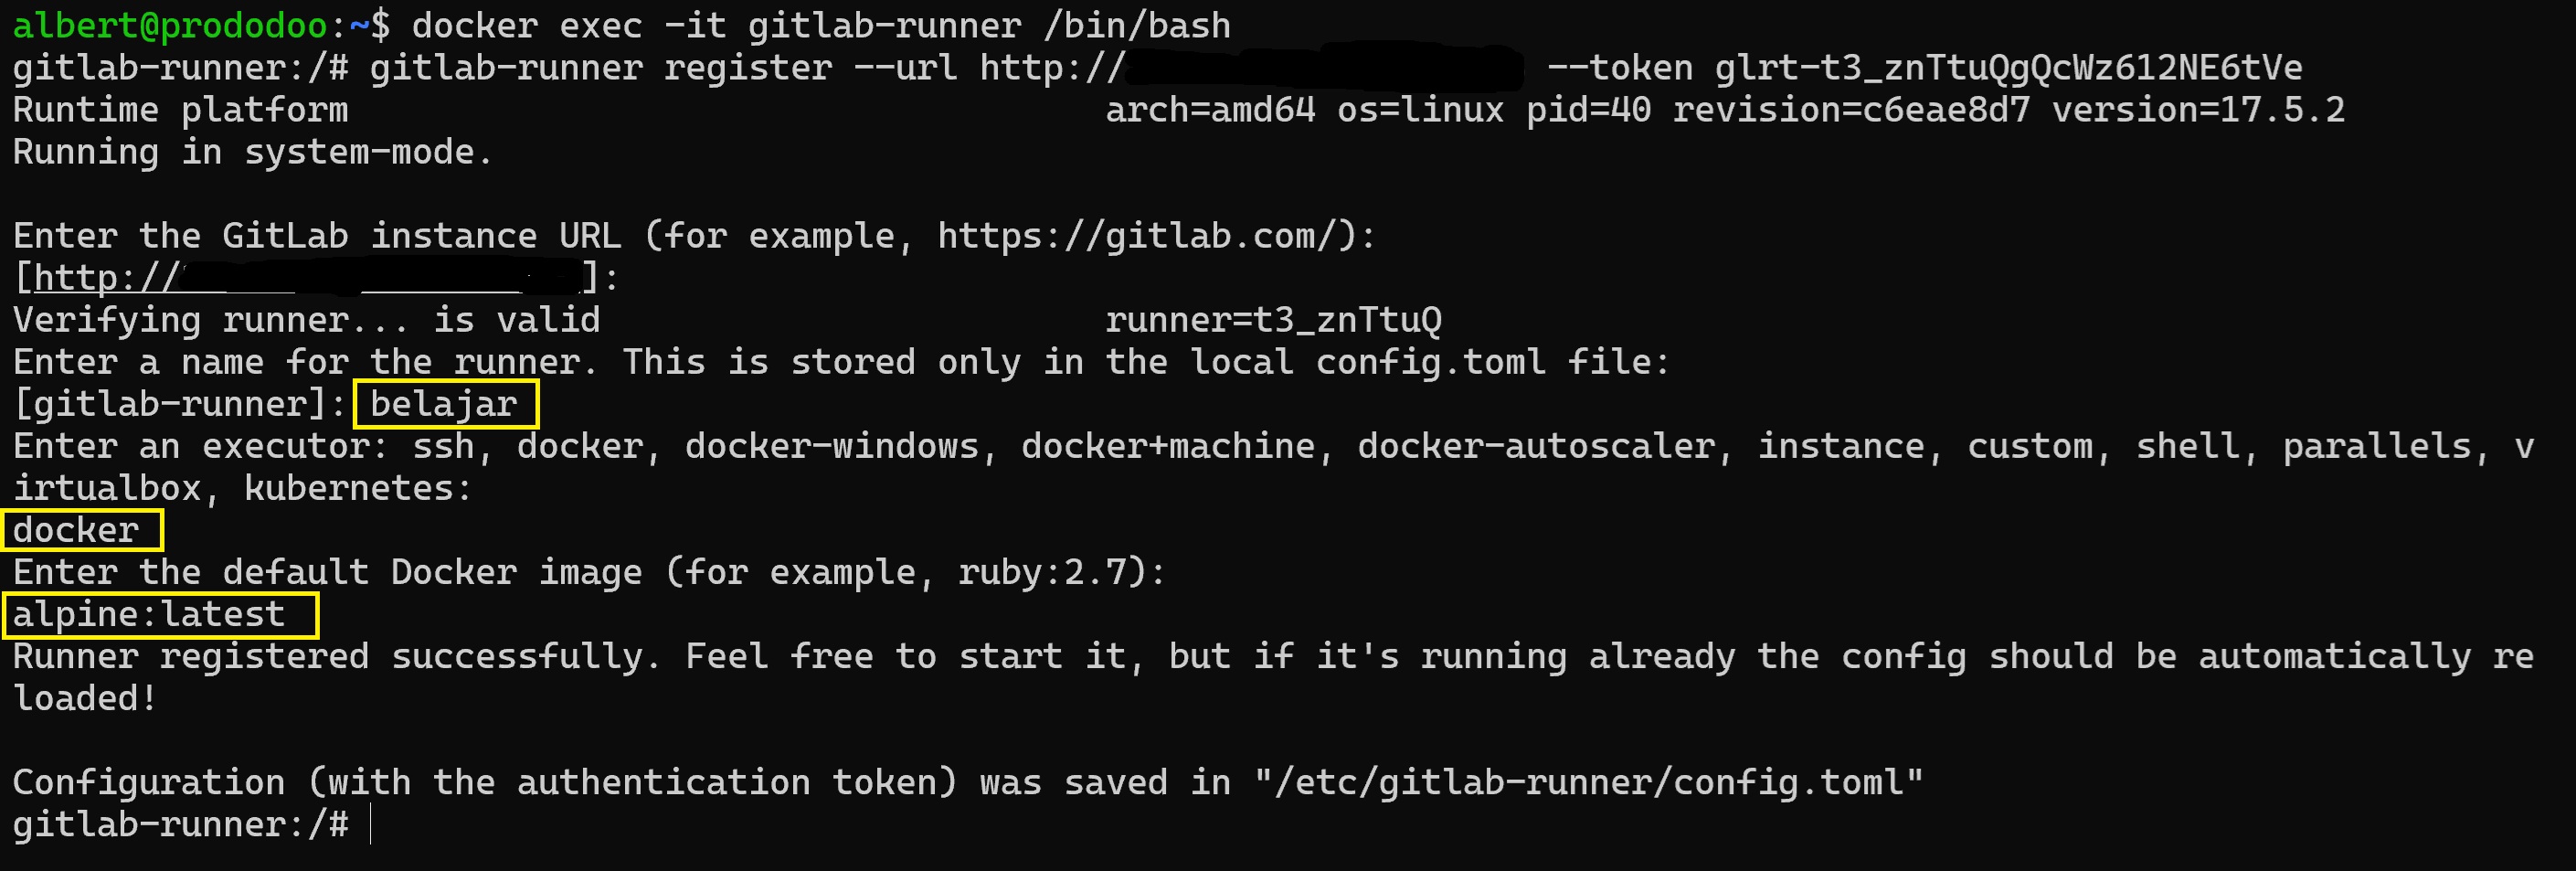 albert@prododoo:~$ docker exec -it gitlab-runner /bin/bash
gitlab-runner:/# gitlab-runner register --url http:// --token glrt-t3_znTtuQgQcWz612NE6tVe
Runtime platform arch=amd64 os=linux pid=40 revision=c6eae8d7 version=17.5.2
Running in system-mode.
Enter the GitLab instance URL (for example, https://gitlab.com/):
[http:// ]:
Verifying runner... is valid runner=t3_znTtuQ
Enter a name for the runner. This is stored only in the local config.toml file:
[gitlab-runner]: belajar
Enter an executor: ssh, docker, docker-windows, docker+machine, docker-autoscaler, instance, custom, shell, parallels, v
irtualbox, kubernetes:
docker
Enter the default Docker image (for example, ruby:2.7):
alpine:latest
Runner registered successfully. Feel free to start it, but if it's running already the config should be automatically re
loaded!
Configuration (with the authentication token) was saved in "/etc/gitlab-runner/config.toml"
gitlab-runner:/#